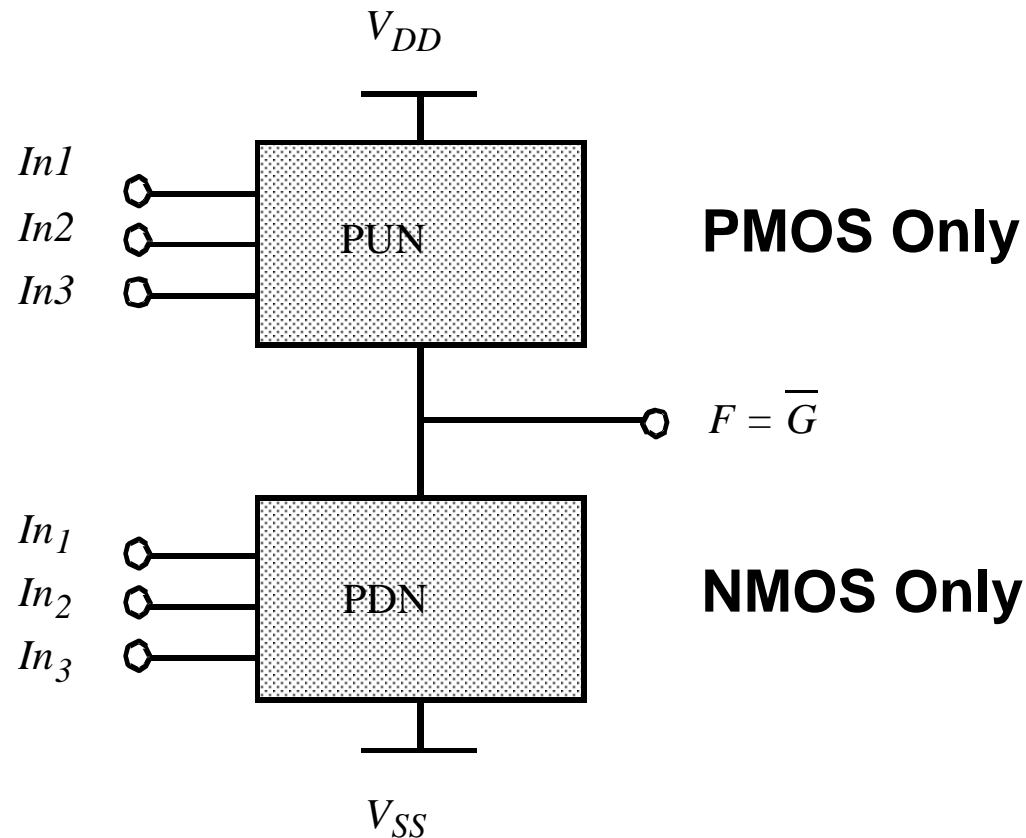 V_DD
In1
In2
In3
PUN
PMOS Only
F = G̅
In_1
In_2
In_3
PDN
NMOS Only
V_SS